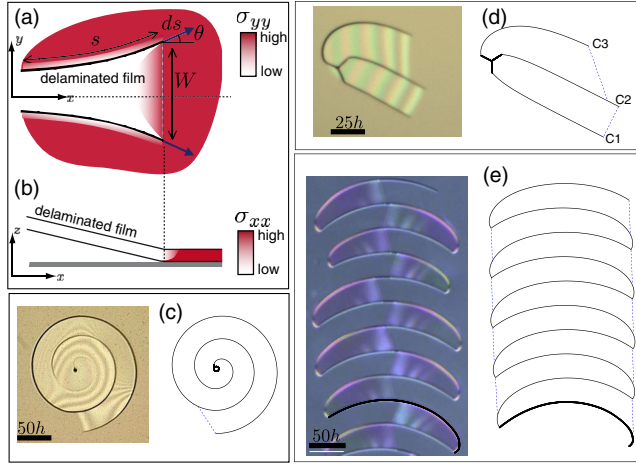 (a)
ds
σyy
s
θ
high
y
delaminated film
W
low
x
(b)
delaminated film
σxx
z
high
low
x
(c)
50h
(d)
C3
C2
25h
C1
(e)
50h